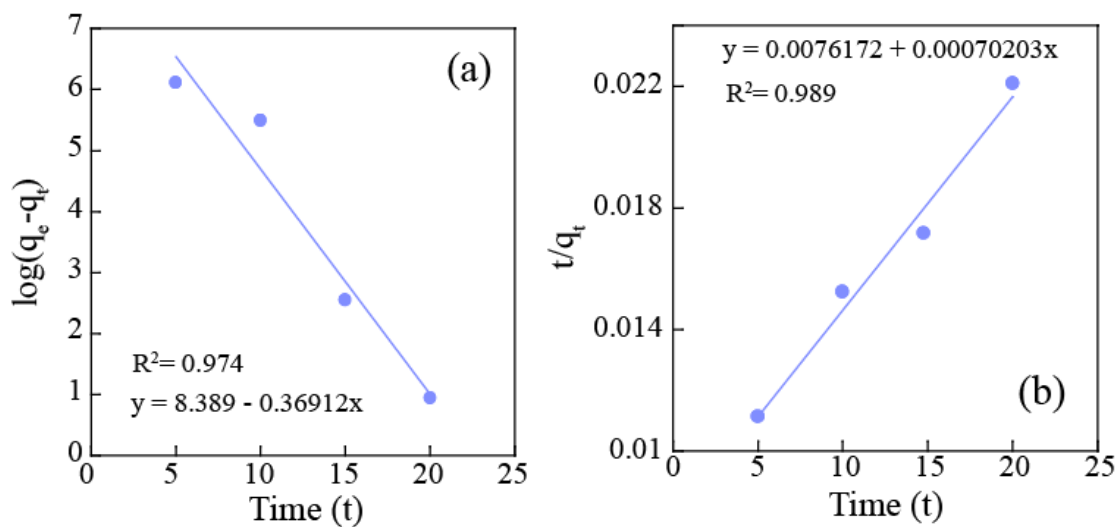 7
6
5
4
3
2
1
0
log(qₑ-qₜ)
(a)
R²= 0.974
y = 8.389 - 0.36912x
0 5 10 15 20 25
Time (t)
y = 0.0076172 + 0.00070203x
R²= 0.989
0.022
0.018
0.014
0.01
t/qₜ
(b)
0 5 10 15 20 25
Time (t)